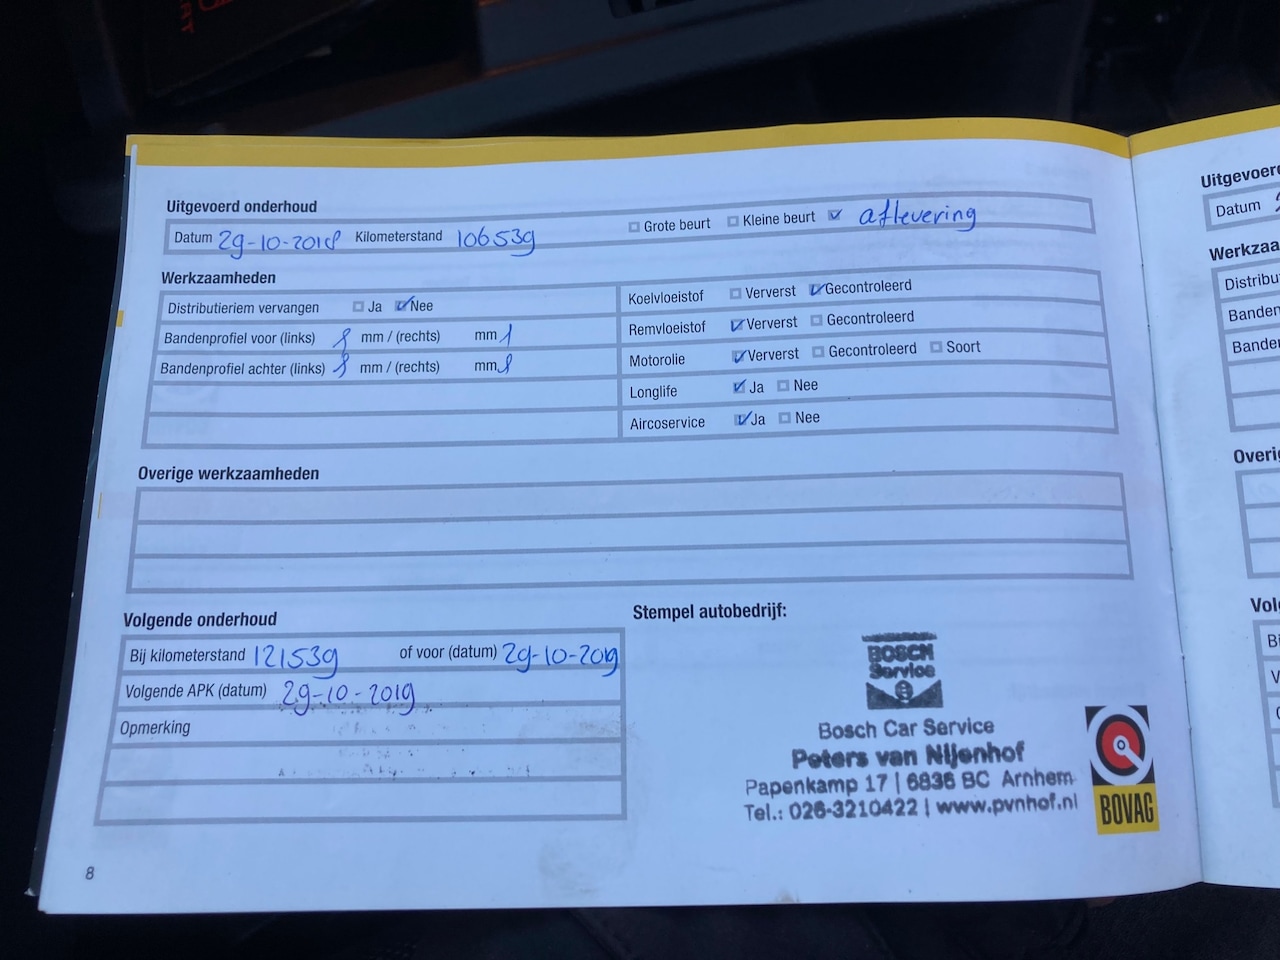 Uitgevoerd onderhoud
Datum 29-10-2018 Kilometerstand 106539 Grote beurt Kleine beurt aflevering
Werkzaamheden
Distributieriem vervangen Ja Nee
Bandenprofiel voor (links) 8 mm / (rechts) mm
Bandenprofiel achter (links) 8 mm / (rechts) mm 8
Koelvloeistof Ververst Gecontroleerd
Remvloeistof Ververst Gecontroleerd
Motorolie Ververst Gecontroleerd Soort
Longlife Ja Nee
Aircoservice Ja Nee
Overige werkzaamheden
Volgende onderhoud
Bij kilometerstand 121539 of voor (datum) 29-10-2019
Volgende APK (datum) 29-10-2019
Opmerking
Stempel autobedrijf:
BOSCH
Service
Bosch Car Service
Peters van Nijenhof
Papenkamp 17 | 6836 BC Arnhem
Tel.: 026-3210422 | www.pvnhof.nl
BOVAG
8
Uitgevoerd
Datum
Werkzaa
Distribu
Banden
Bande
Overig
Vol
Bi